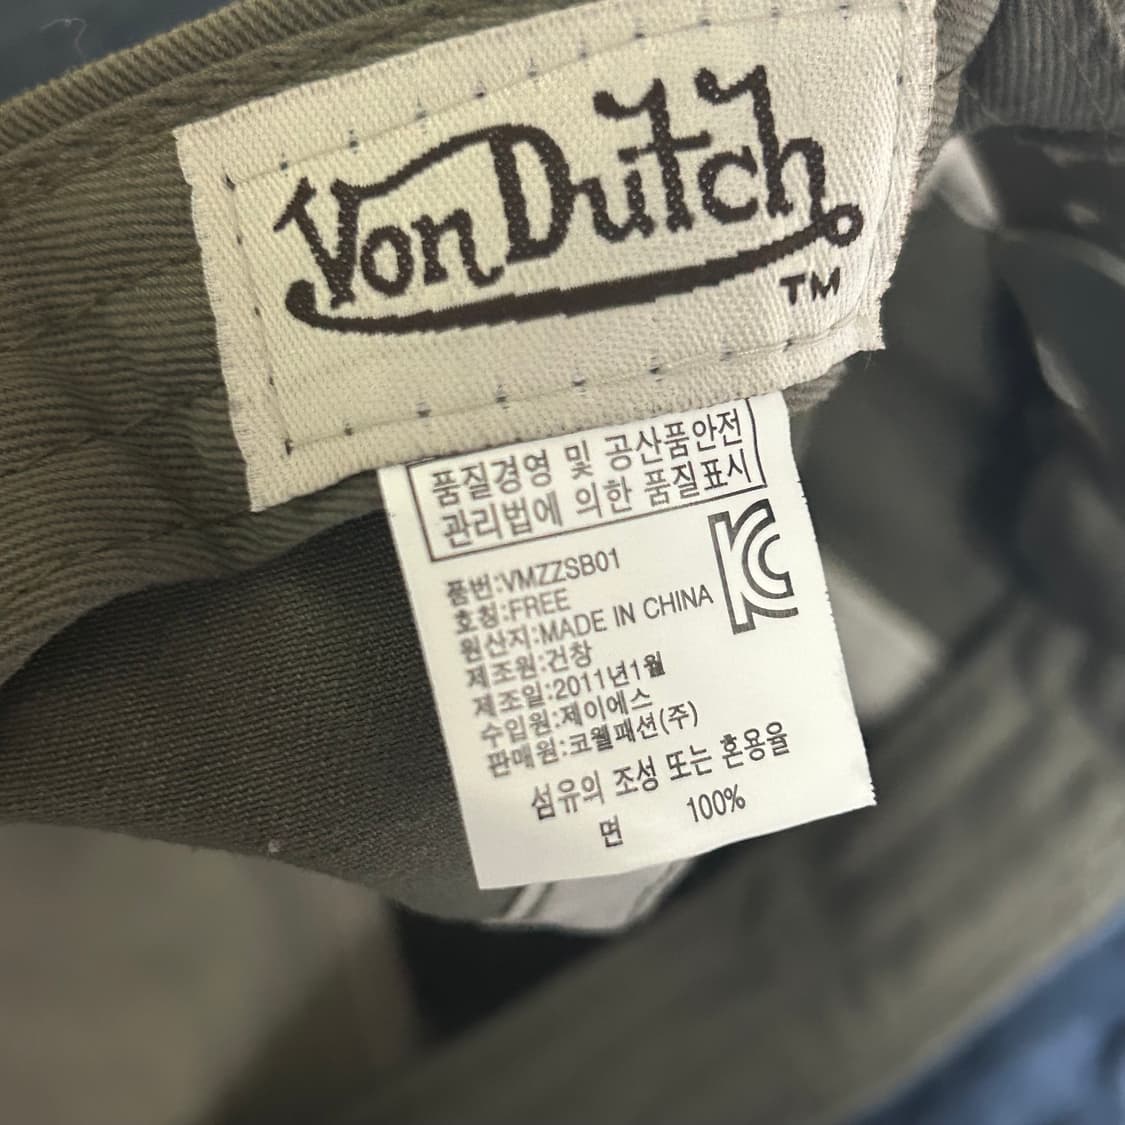 Von Dutch
TM
품질경영 및 공산품안전
관리법에 의한 품질표시
품번:VMZZSB01
호칭:FREE
원산지:MADE IN CHINA
제조원:건창
제조일:2011년1월
수입원:제이에스
판매원:코웰패션(주)
섬유의 조성 또는 혼용율
면 100%